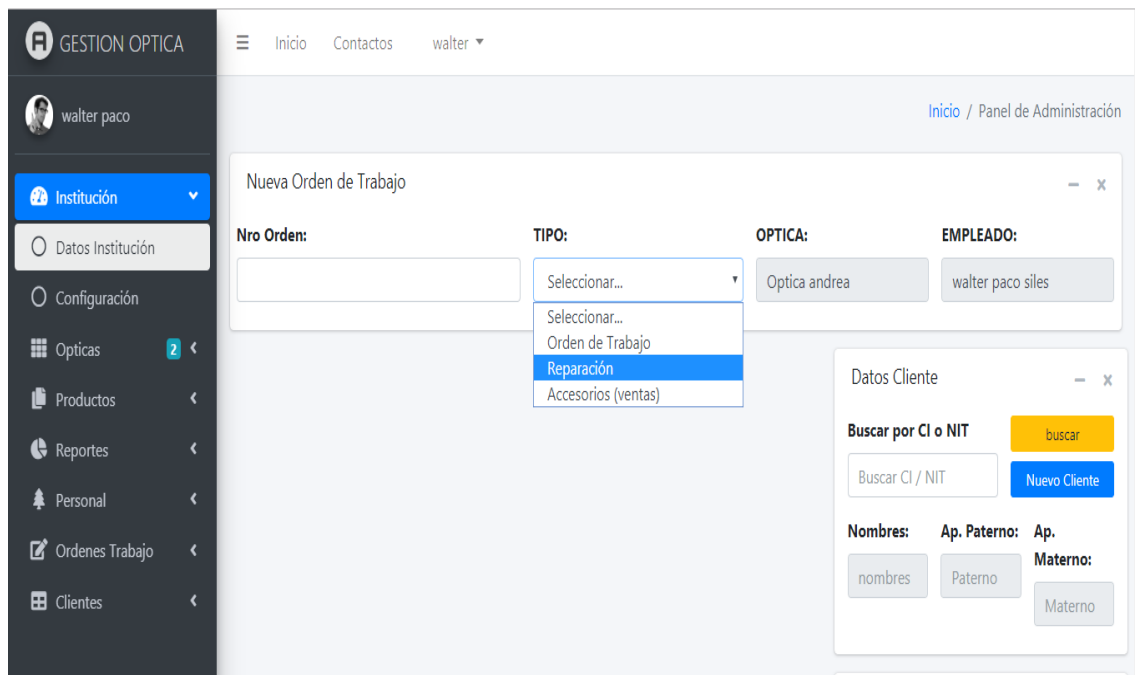 GESTION OPTICA
Inicio Contactos walter
walter paco
Inicio / Panel de Administración
Institución
Datos Institución
Configuración
Opticas 2
Productos
Reportes
Personal
Ordenes Trabajo
Clientes
Nueva Orden de Trabajo
Nro Orden: TIPO: OPTICA: EMPLEADO:
Seleccionar... Optica andrea walter paco siles
Seleccionar...
Orden de Trabajo
Reparación
Accesorios (ventas)
Datos Cliente
Buscar por CI o NIT buscar
Buscar CI / NIT Nuevo Cliente
Nombres: Ap. Paterno: Ap.
Materno:
nombres Paterno
Materno